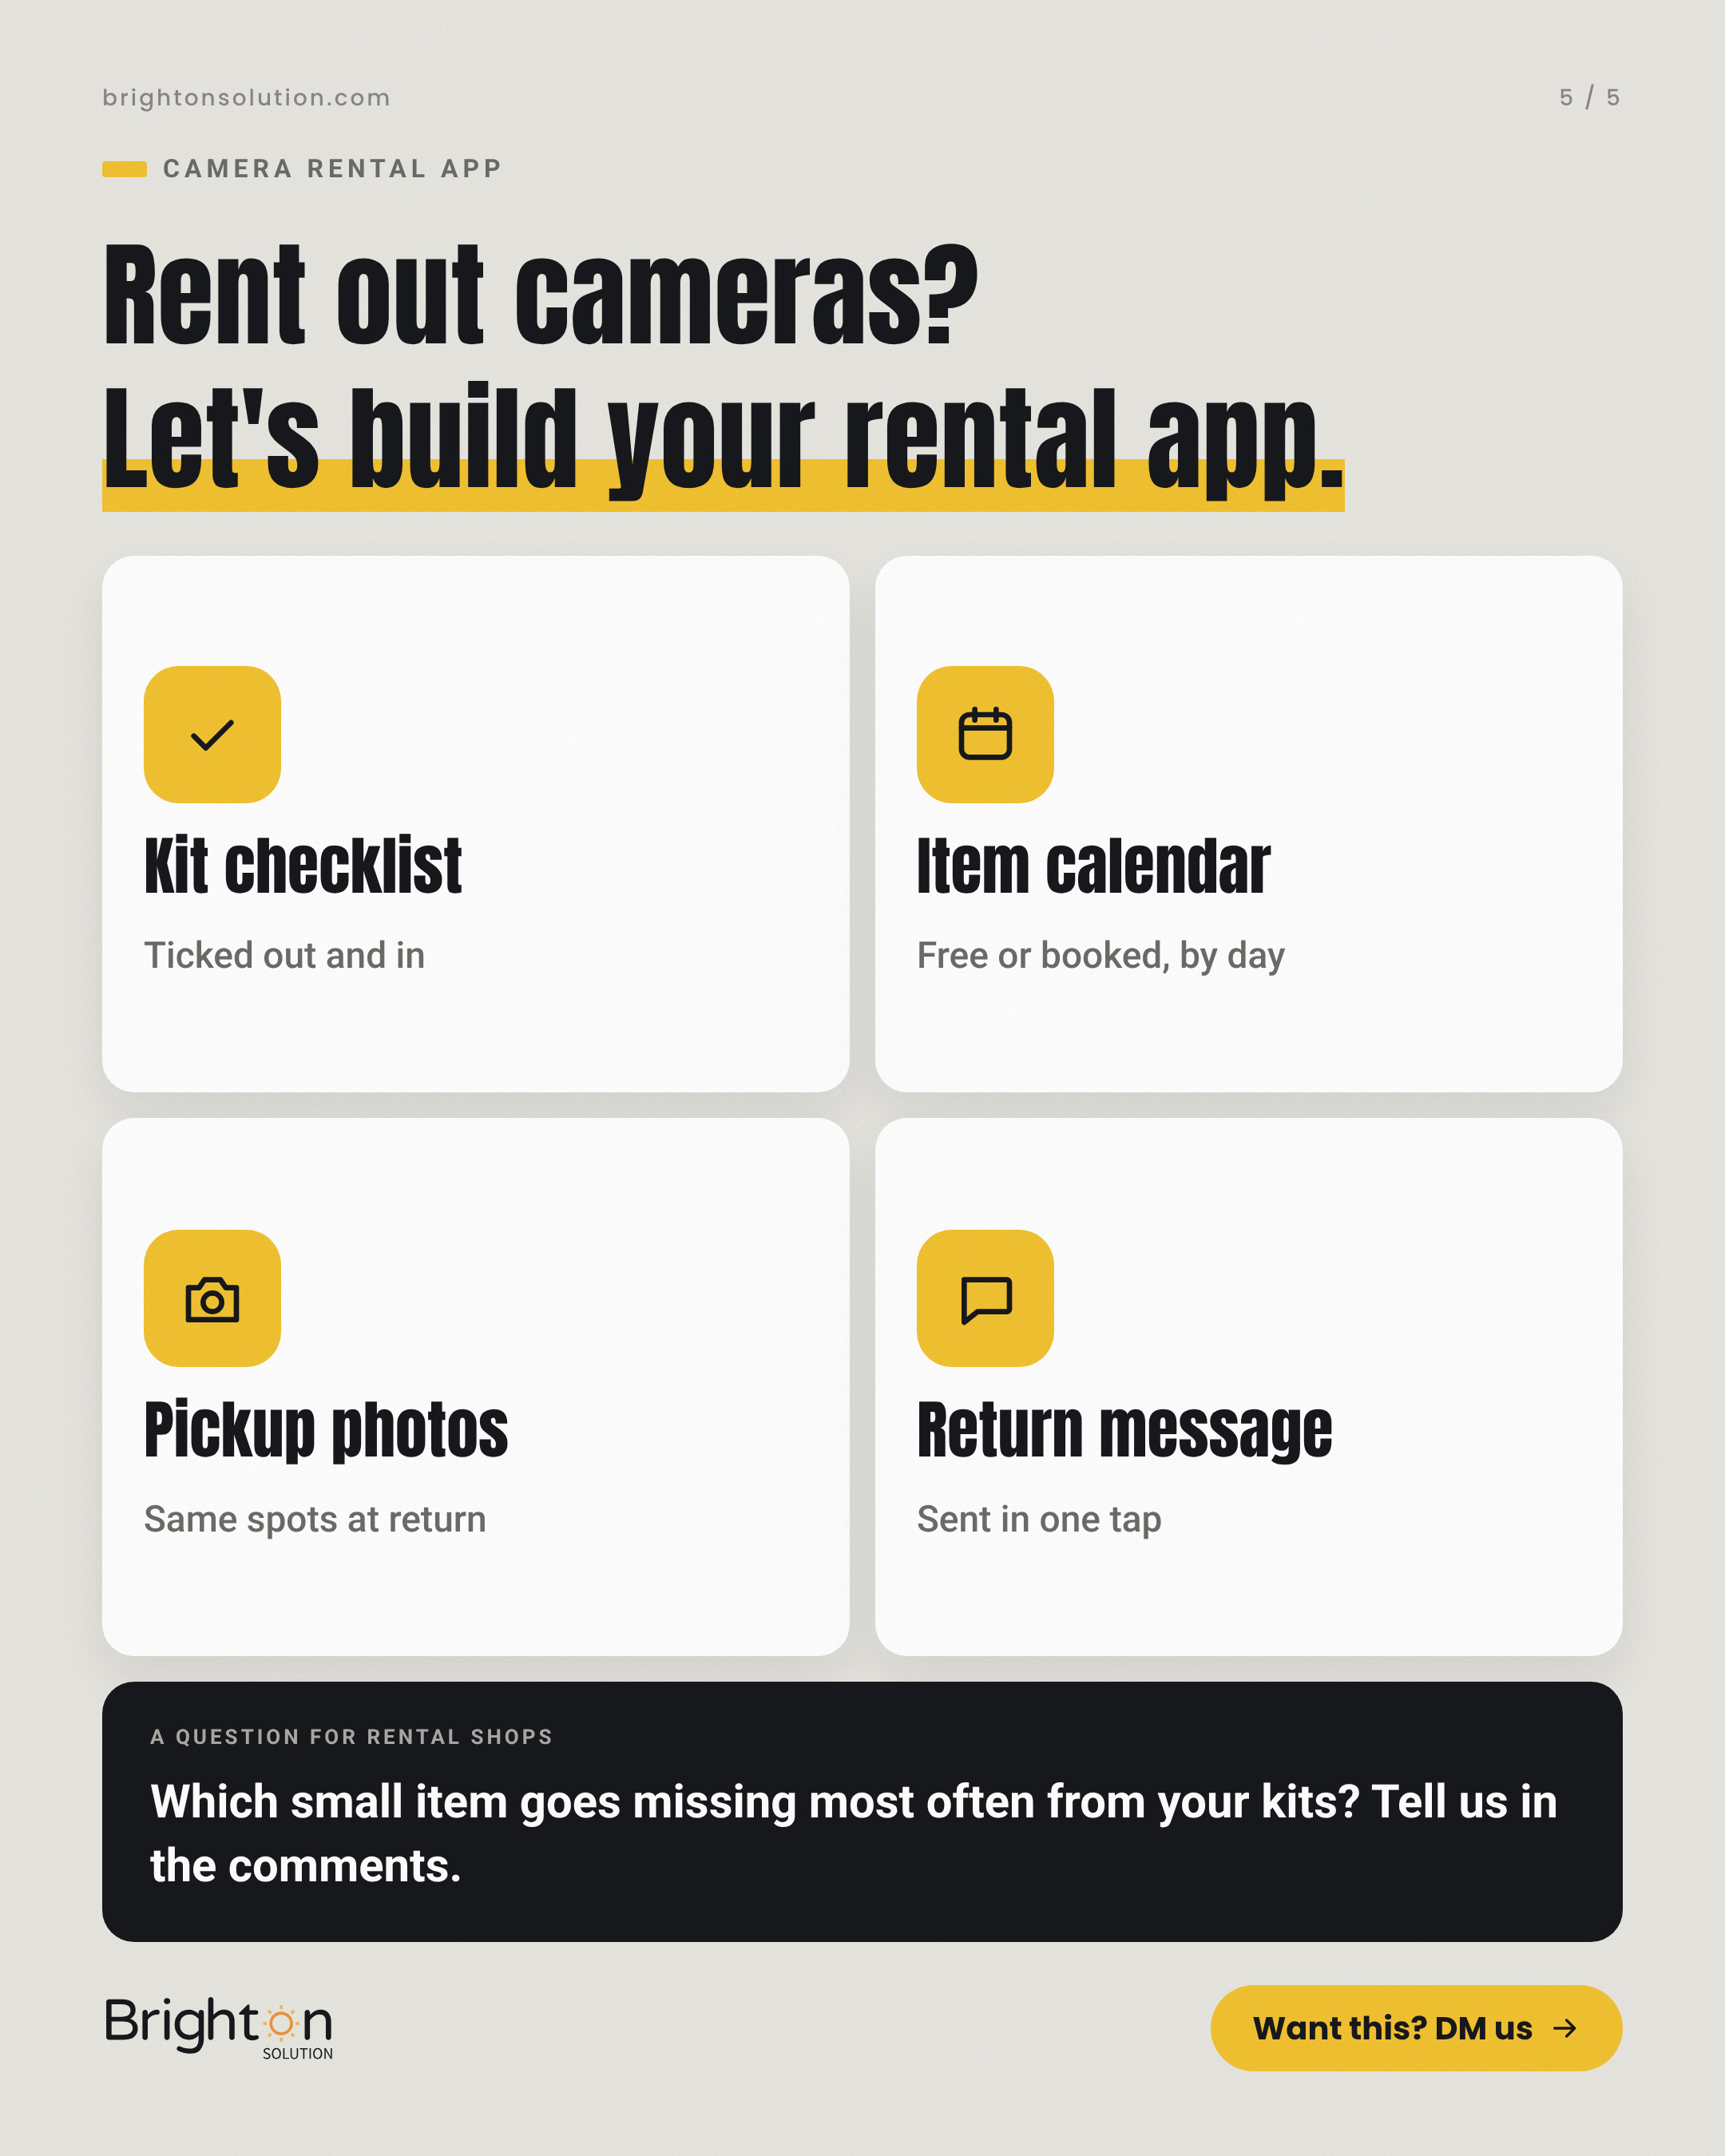 brightonsolution.com
5 / 5
CAMERA RENTAL APP
Rent out cameras?
Let's build your rental app.
Kit checklist
Ticked out and in
Item calendar
Free or booked, by day
Pickup photos
Same spots at return
Return message
Sent in one tap
A QUESTION FOR RENTAL SHOPS
Which small item goes missing most often from your kits? Tell us in
the comments.
Brighton
SOLUTION
Want this? DM us →